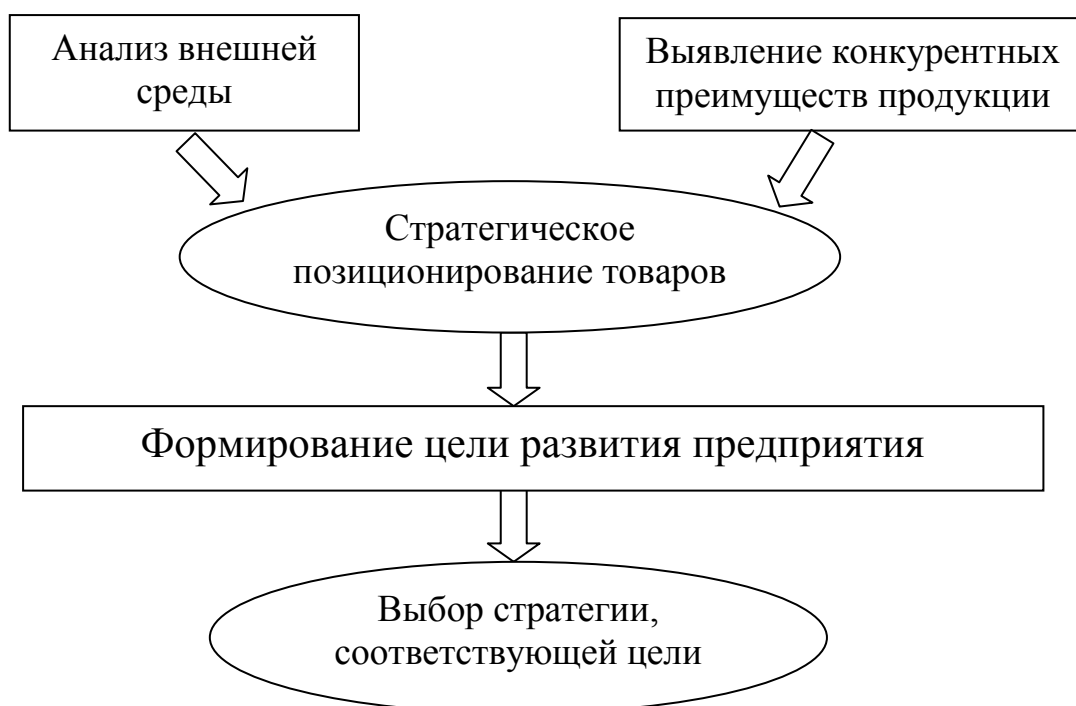 Анализ внешней
среды
Выявление конкурентных
преимуществ продукции
Стратегическое
позиционирование товаров
Формирование цели развития предприятия
Выбор стратегии,
соответствующей цели